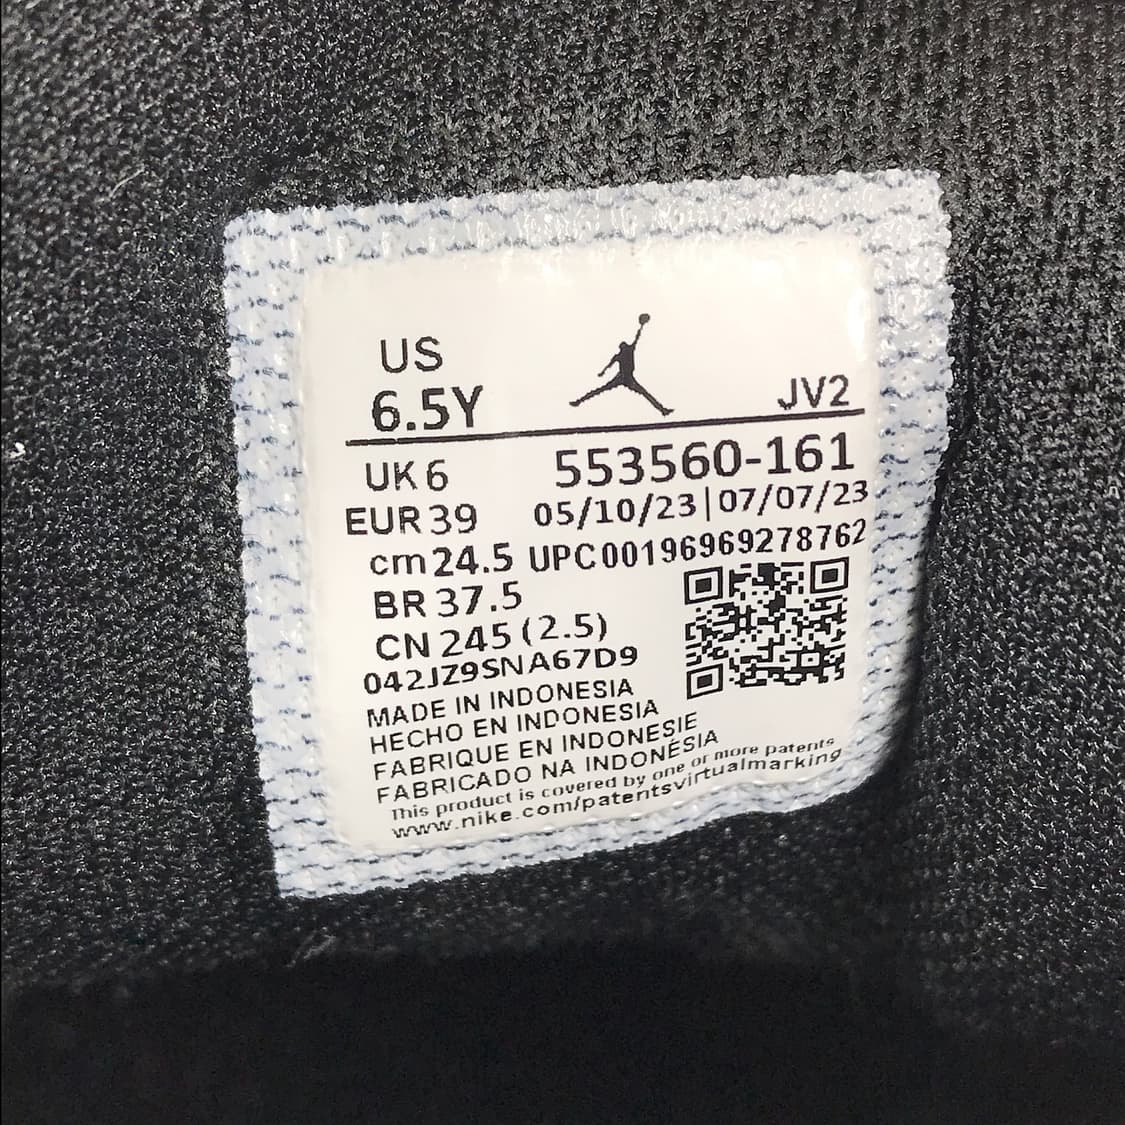 US
6.5Y JV2
UK 6 553560-161
EUR 39 05/10/23|07/07/23
cm 24.5 UPC00196969278762
BR 37.5
CN 245 (2.5)
042JZ9SNA67D9
MADE IN INDONESIA
HECHO EN INDONESIA
FABRIQUE EN INDONESIE
FABRICADO NA INDONÉSIA
This product is covered by one or more patents
www.nike.com/patentsvirtualmarking